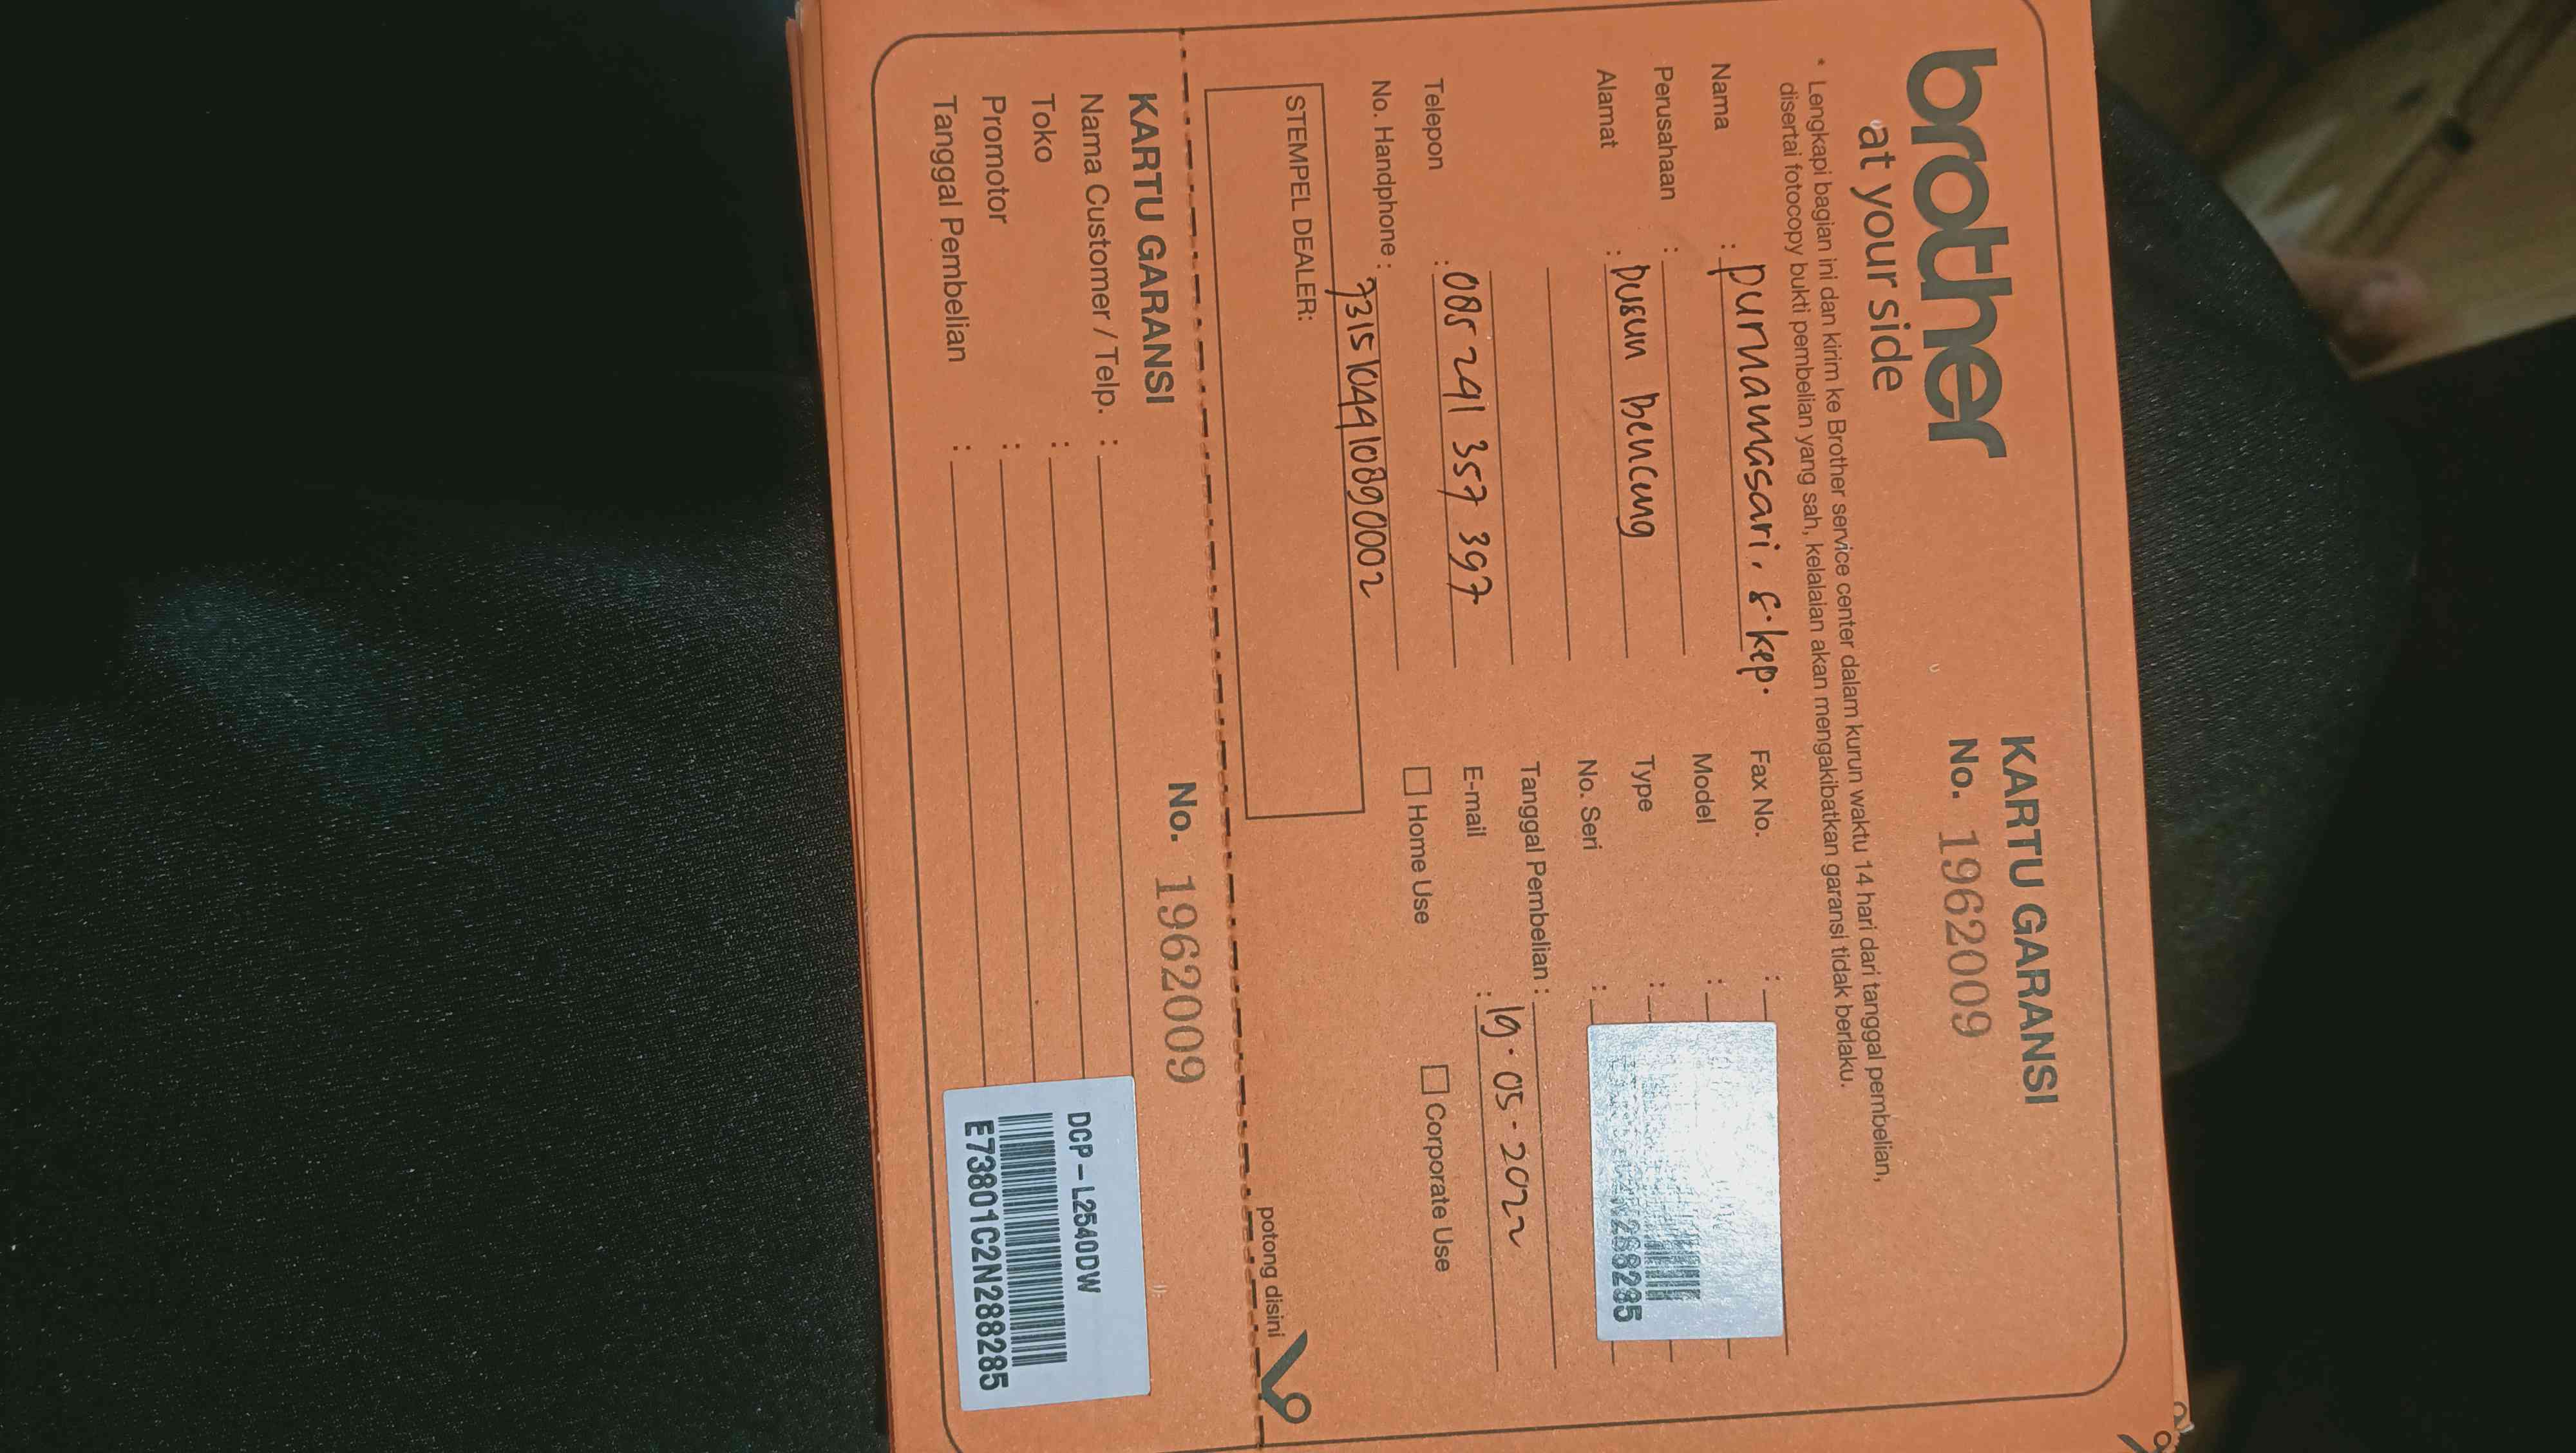 brother
at your side
KARTU GARANSI
No. 1962009
* Lengkapi bagian ini dan kirim ke Brother service center dalam kurun waktu 14 hari dari tanggal pembelian,
disertai fotocopy bukti pembelian yang sah, kelalaian akan mengakibatkan garansi tidak berlaku.
Nama : purnamasari. S.kep.
Perusahaan :
Alamat : Dusun Bencung
Telepon : 085 241 357 397
No. Handphone : 73151044910890002
STEMPEL DEALER:
Fax No. :
Model :
Type :
No. Seri : 288285
Tanggal Pembelian :
E-mail : 19.05-2022
Home Use
Corporate Use
potong disini
KARTU GARANSI
No. 1962009
Nama Customer / Telp. :
Toko :
Promotor :
Tanggal Pembelian :
DCP-L2540DW
E73801C2N288285